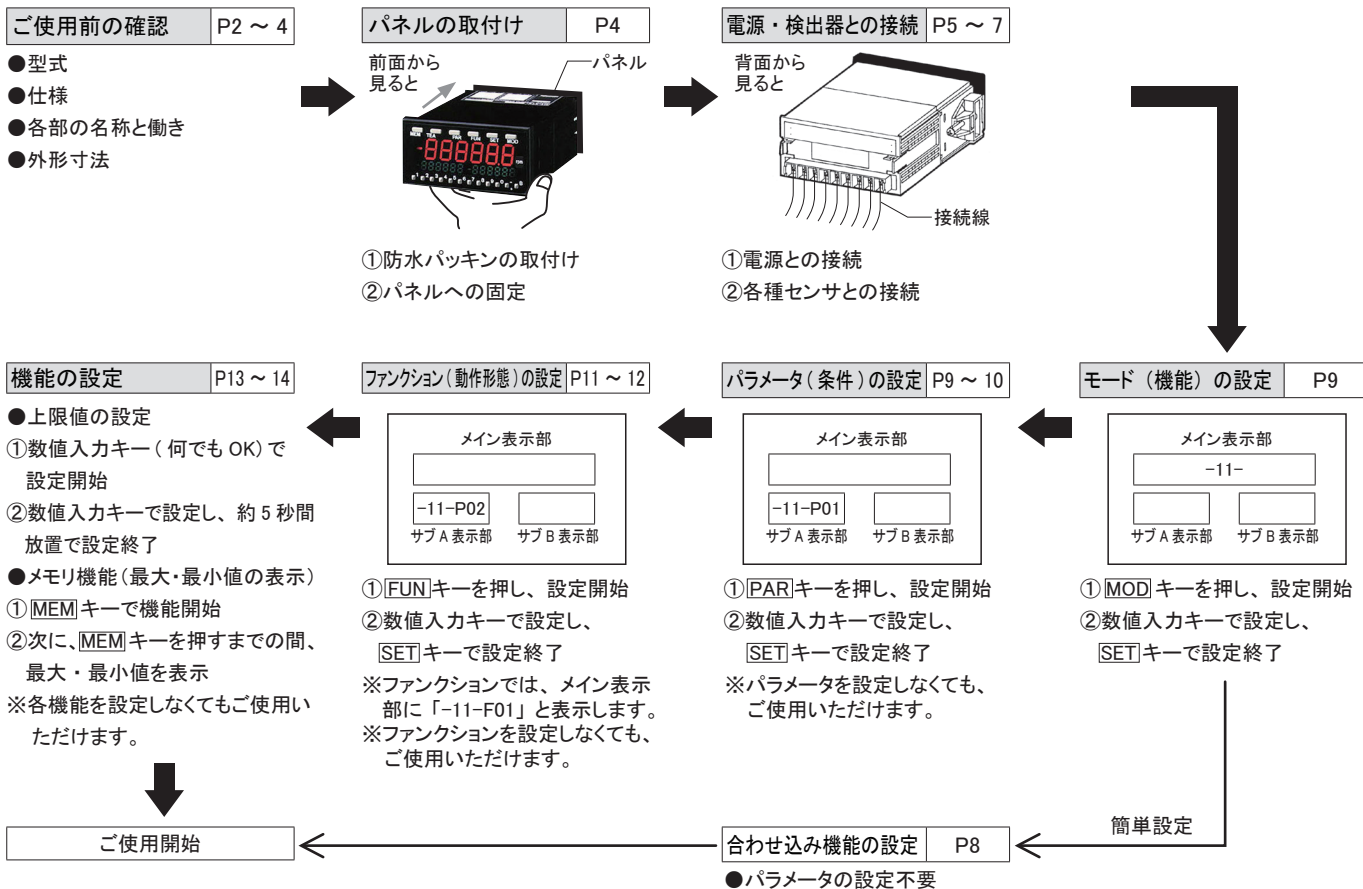 ご使用前の確認 P2 ~ 4
●型式
●仕様
●各部の名称と働き
●外形寸法
パネルの取付け P4
前面から
見ると
パネル
MEM TEA PAR FUN SET MOD
①防水パッキンの取付け
②パネルへの固定
電源・検出器との接続 P5 ~ 7
背面から
見ると
接続線
①電源との接続
②各種センサとの接続
モード（機能）の設定 P9
メイン表示部
-11-
サブA表示部 サブB表示部
①MODキーを押し、設定開始
②数値入力キーで設定し、
SETキーで設定終了
パラメータ(条件)の設定 P9 ~ 10
メイン表示部
-11-P01
サブA表示部 サブB表示部
①PARキーを押し、設定開始
②数値入力キーで設定し、
SETキーで設定終了
※パラメータを設定しなくても、
ご使用いただけます。
ファンクション(動作形態)の設定 P11 ~ 12
メイン表示部
-11-P02
サブA表示部 サブB表示部
①FUNキーを押し、設定開始
②数値入力キーで設定し、
SETキーで設定終了
※ファンクションでは、メイン表示
部に「-11-F01」と表示します。
※ファンクションを設定しなくても、
ご使用いただけます。
機能の設定 P13 ~ 14
●上限値の設定
①数値入力キー(何でもOK)で
設定開始
②数値入力キーで設定し、約5秒間
放置で設定終了
●メモリ機能(最大・最小値の表示)
①MEMキーで機能開始
②次に、MEMキーを押すまでの間、
最大・最小値を表示
※各機能を設定しなくてもご使用い
ただけます。
簡単設定
合わせ込み機能の設定 P8
●パラメータの設定不要
ご使用開始